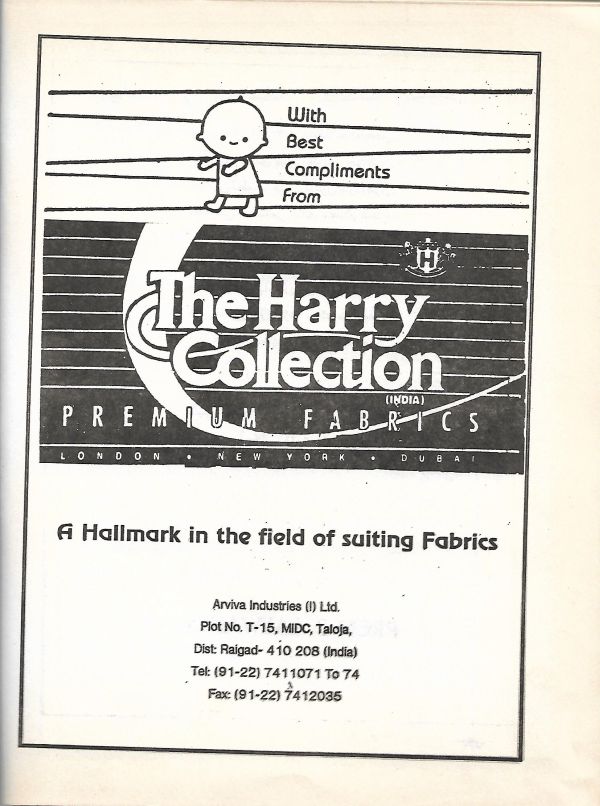 With
Best
Compliments
From
H
The Harry
Collection
(INDIA)
PREMIUM FABRICS
LONDON • NEW YORK • DUBAI
A Hallmark in the field of suiting Fabrics
Arviva Industries (I) Ltd.
Plot No. T-15, MIDC, Taloja,
Dist: Raigad- 410 208 (India)
Tel: (91-22) 7411071 To 74
Fax: (91-22) 7412035